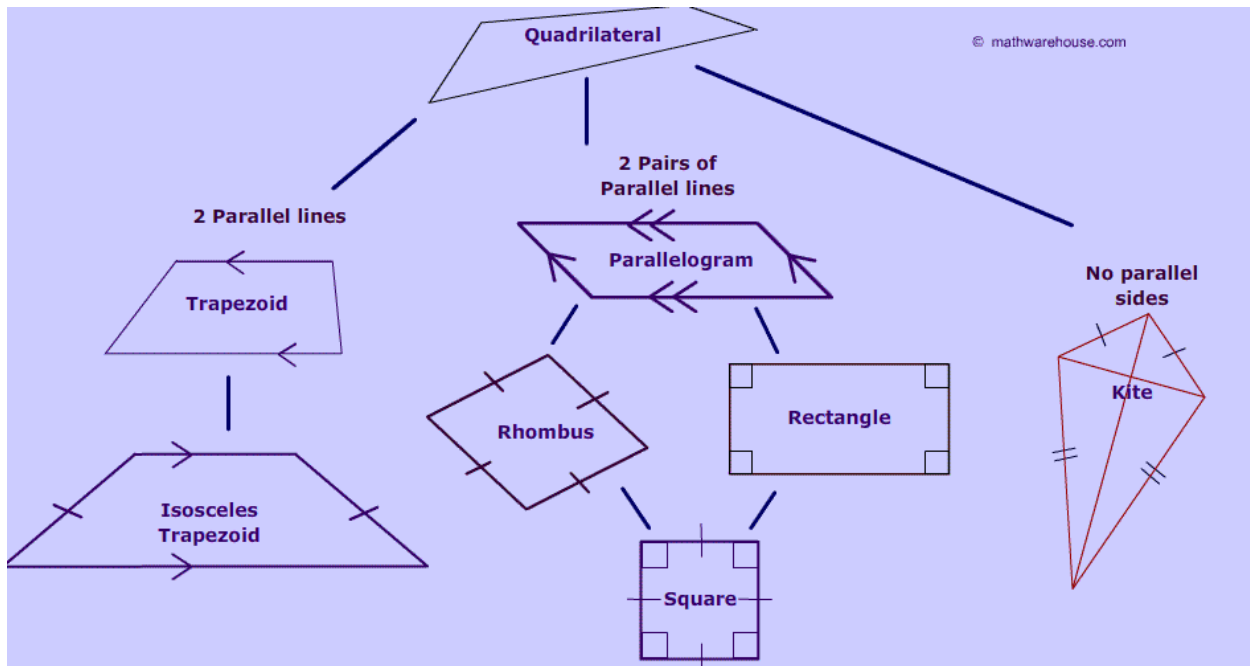 Quadrilateral
© mathwarehouse.com
2 Pairs of
Parallel lines
2 Parallel lines
Parallelogram
No parallel
sides
Trapezoid
Kite
Rhombus
Rectangle
Isosceles
Trapezoid
Square